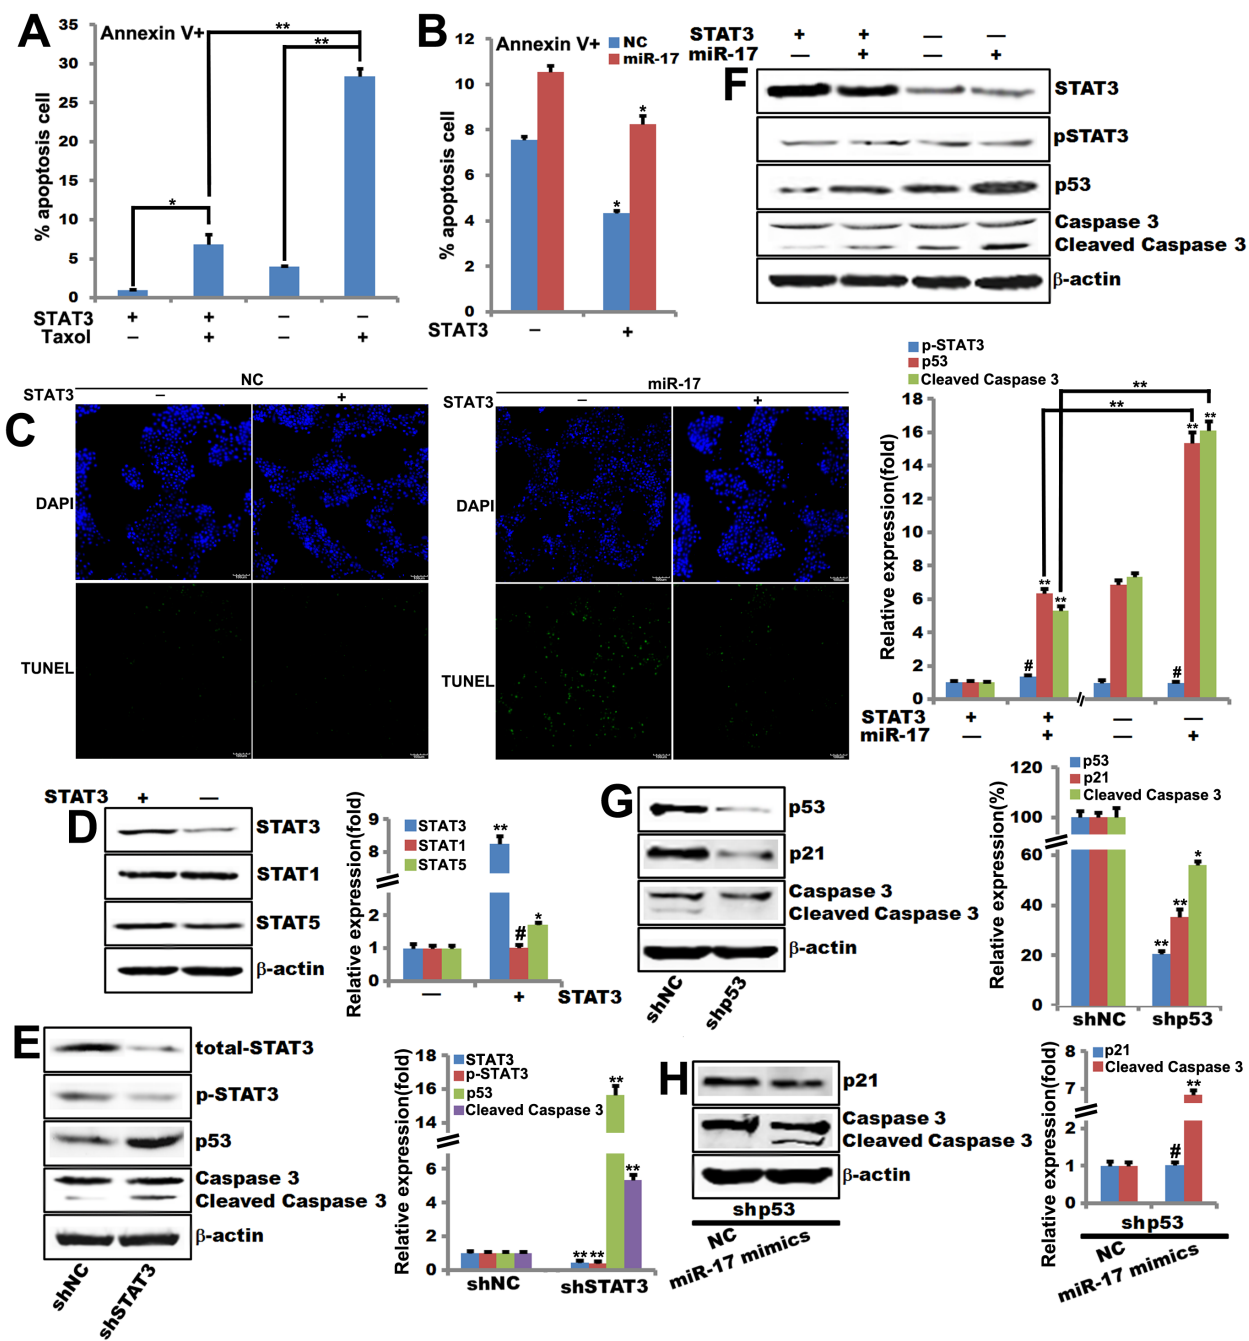 A
Annexin V+
% apoptosis cell
35
30
25
20
15
10
5
0
*
**
**
STAT3 + + — —
Taxol — + — +
B
Annexin V+
NC
miR-17
% apoptosis cell
12
10
8
6
4
2
0
*
*
STAT3 — +
F
STAT3 + + — —
miR-17 — + — +
STAT3
pSTAT3
p53
Caspase 3
Cleaved Caspase 3
β-actin
p-STAT3
p53
Cleaved Caspase 3
Relative expression(fold)
18
16
14
12
10
8
6
4
2
0
**
**
# ** **
# ** **
STAT3 + + — —
miR-17 — + — +
C
NC
STAT3 — +
DAPI
TUNEL
miR-17
STAT3 — +
DAPI
TUNEL
D
STAT3 + —
STAT3
STAT1
STAT5
β-actin
Relative expression(fold)
9
8
2
1
0
STAT3
STAT1
STAT5
** # *
— + STAT3
E
total-STAT3
p-STAT3
p53
Caspase 3
Cleaved Caspase 3
β-actin
shNC
shSTAT3
Relative expression(fold)
18
16
14
6
4
2
0
STAT3
p-STAT3
p53
Cleaved Caspase 3
** ** ** **
shNC shSTAT3
G
p53
p21
Caspase 3
Cleaved Caspase 3
β-actin
shNC
shp53
Relative expression(%)
120
100
60
40
20
0
p53
p21
Cleaved Caspase 3
** ** *
shNC shp53
H
p21
Caspase 3
Cleaved Caspase 3
β-actin
shp53
NC
miR-17 mimics
Relative expression(fold)
8
7
2
1
0
p21
Cleaved Caspase 3
# **
shp53
NC
miR-17 mimics